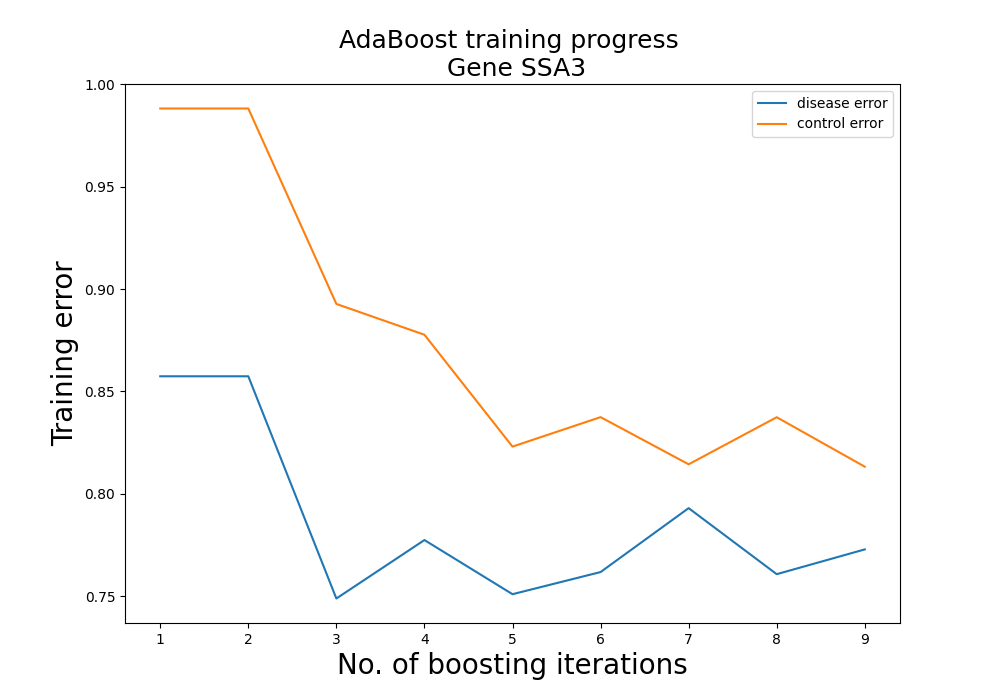 AdaBoost training progress
Gene SSA3
disease error
control error
Training error
1.00
0.95
0.90
0.85
0.80
0.75
1 2 3 4 5 6 7 8 9
No. of boosting iterations